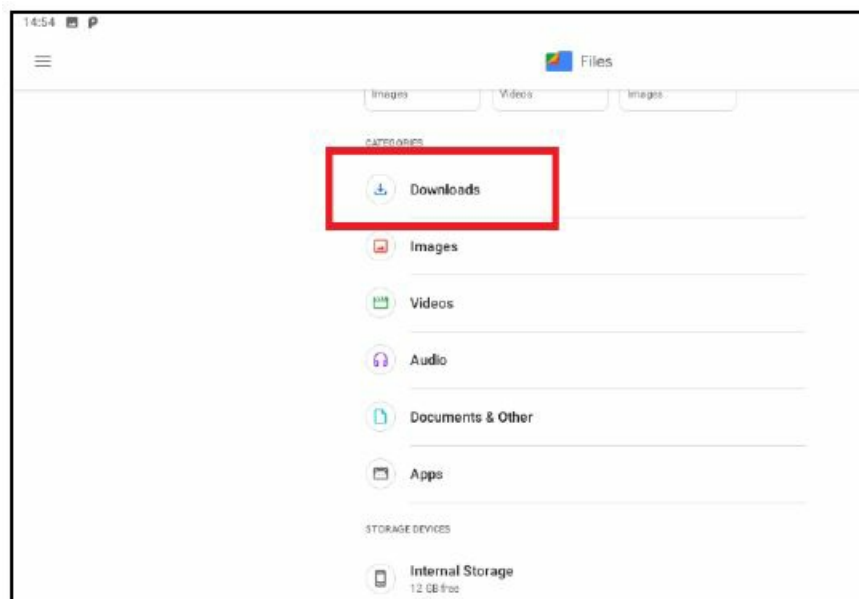 14:54
Files
Images
Videos
Images
CATEGORIES
Downloads
Images
Videos
Audio
Documents & Other
Apps
STORAGE DEVICES
Internal Storage
12 GB free